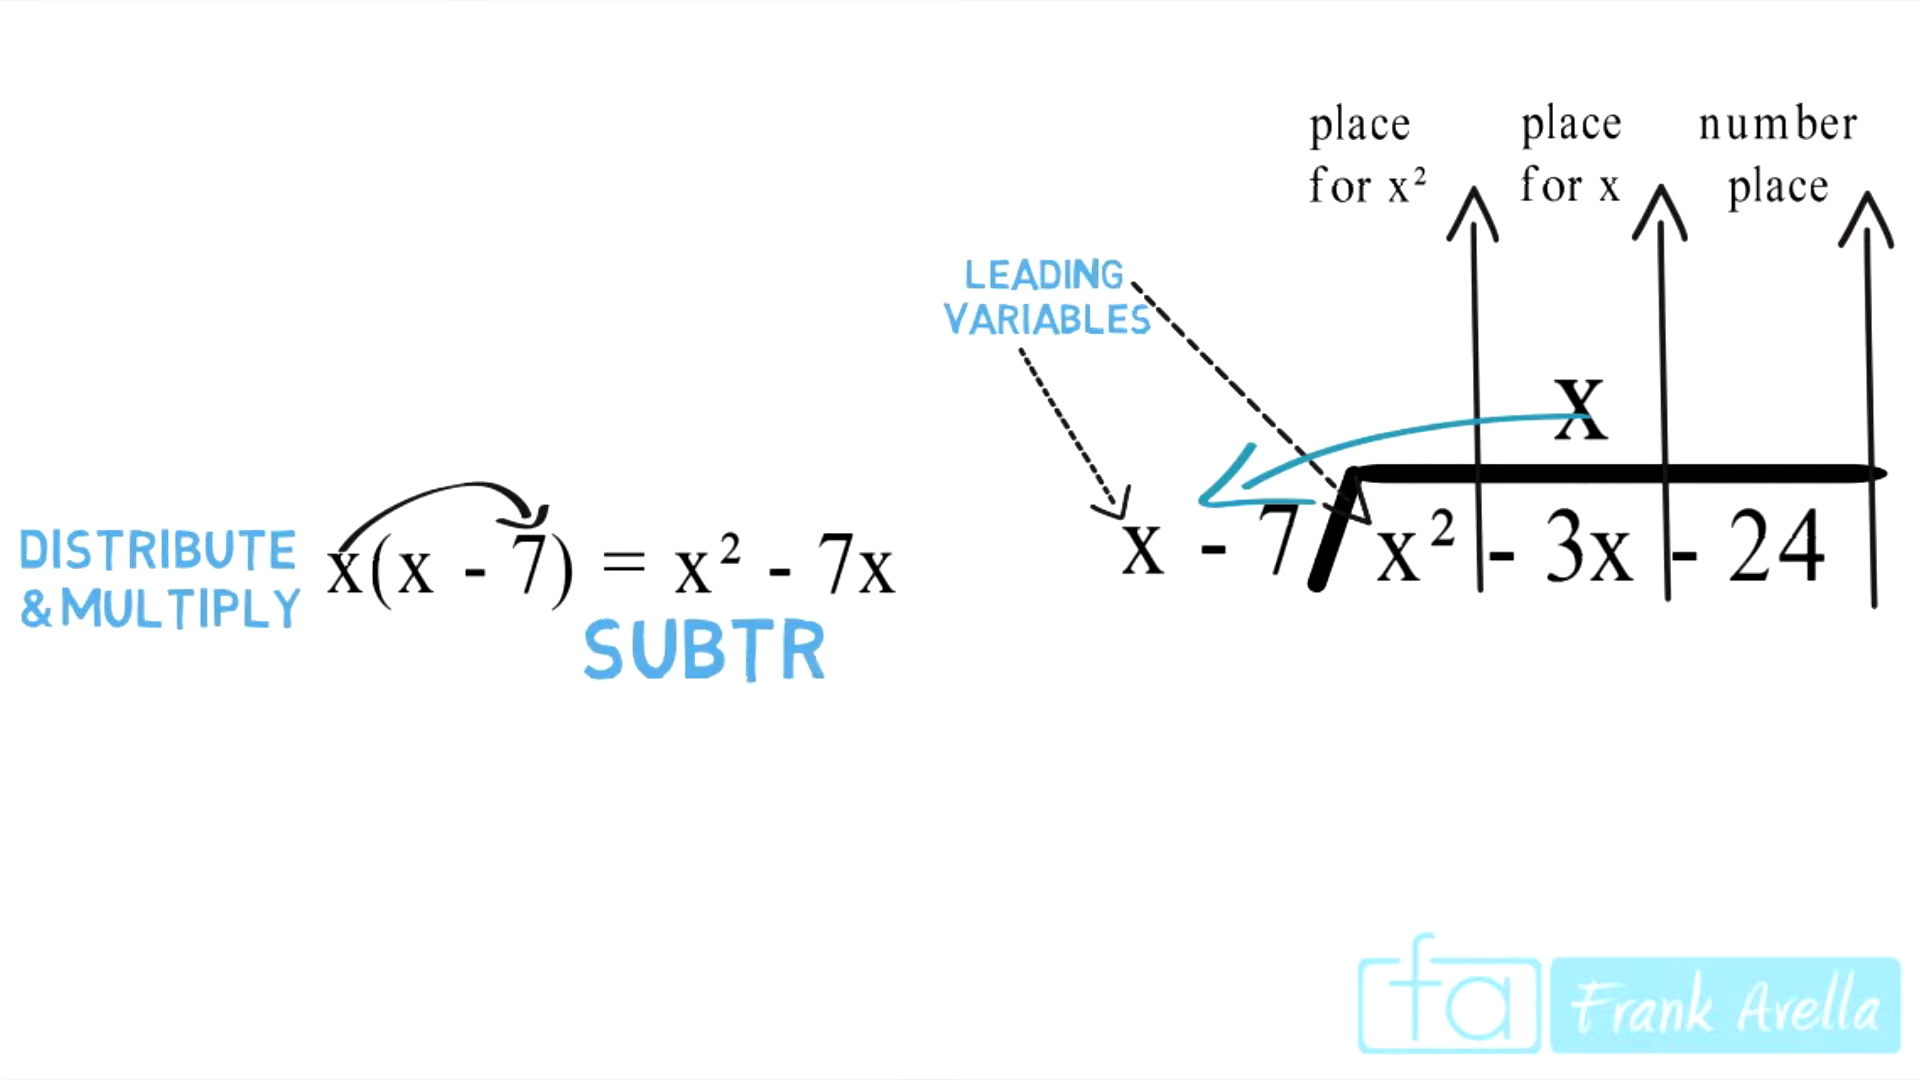 place place number
for x² for x place
LEADING
VARIABLES
x
x - 7 x² - 3x - 24
DISTRIBUTE
& MULTIPLY
x(x - 7) = x² - 7x
SUBTR
fa Frank Avella